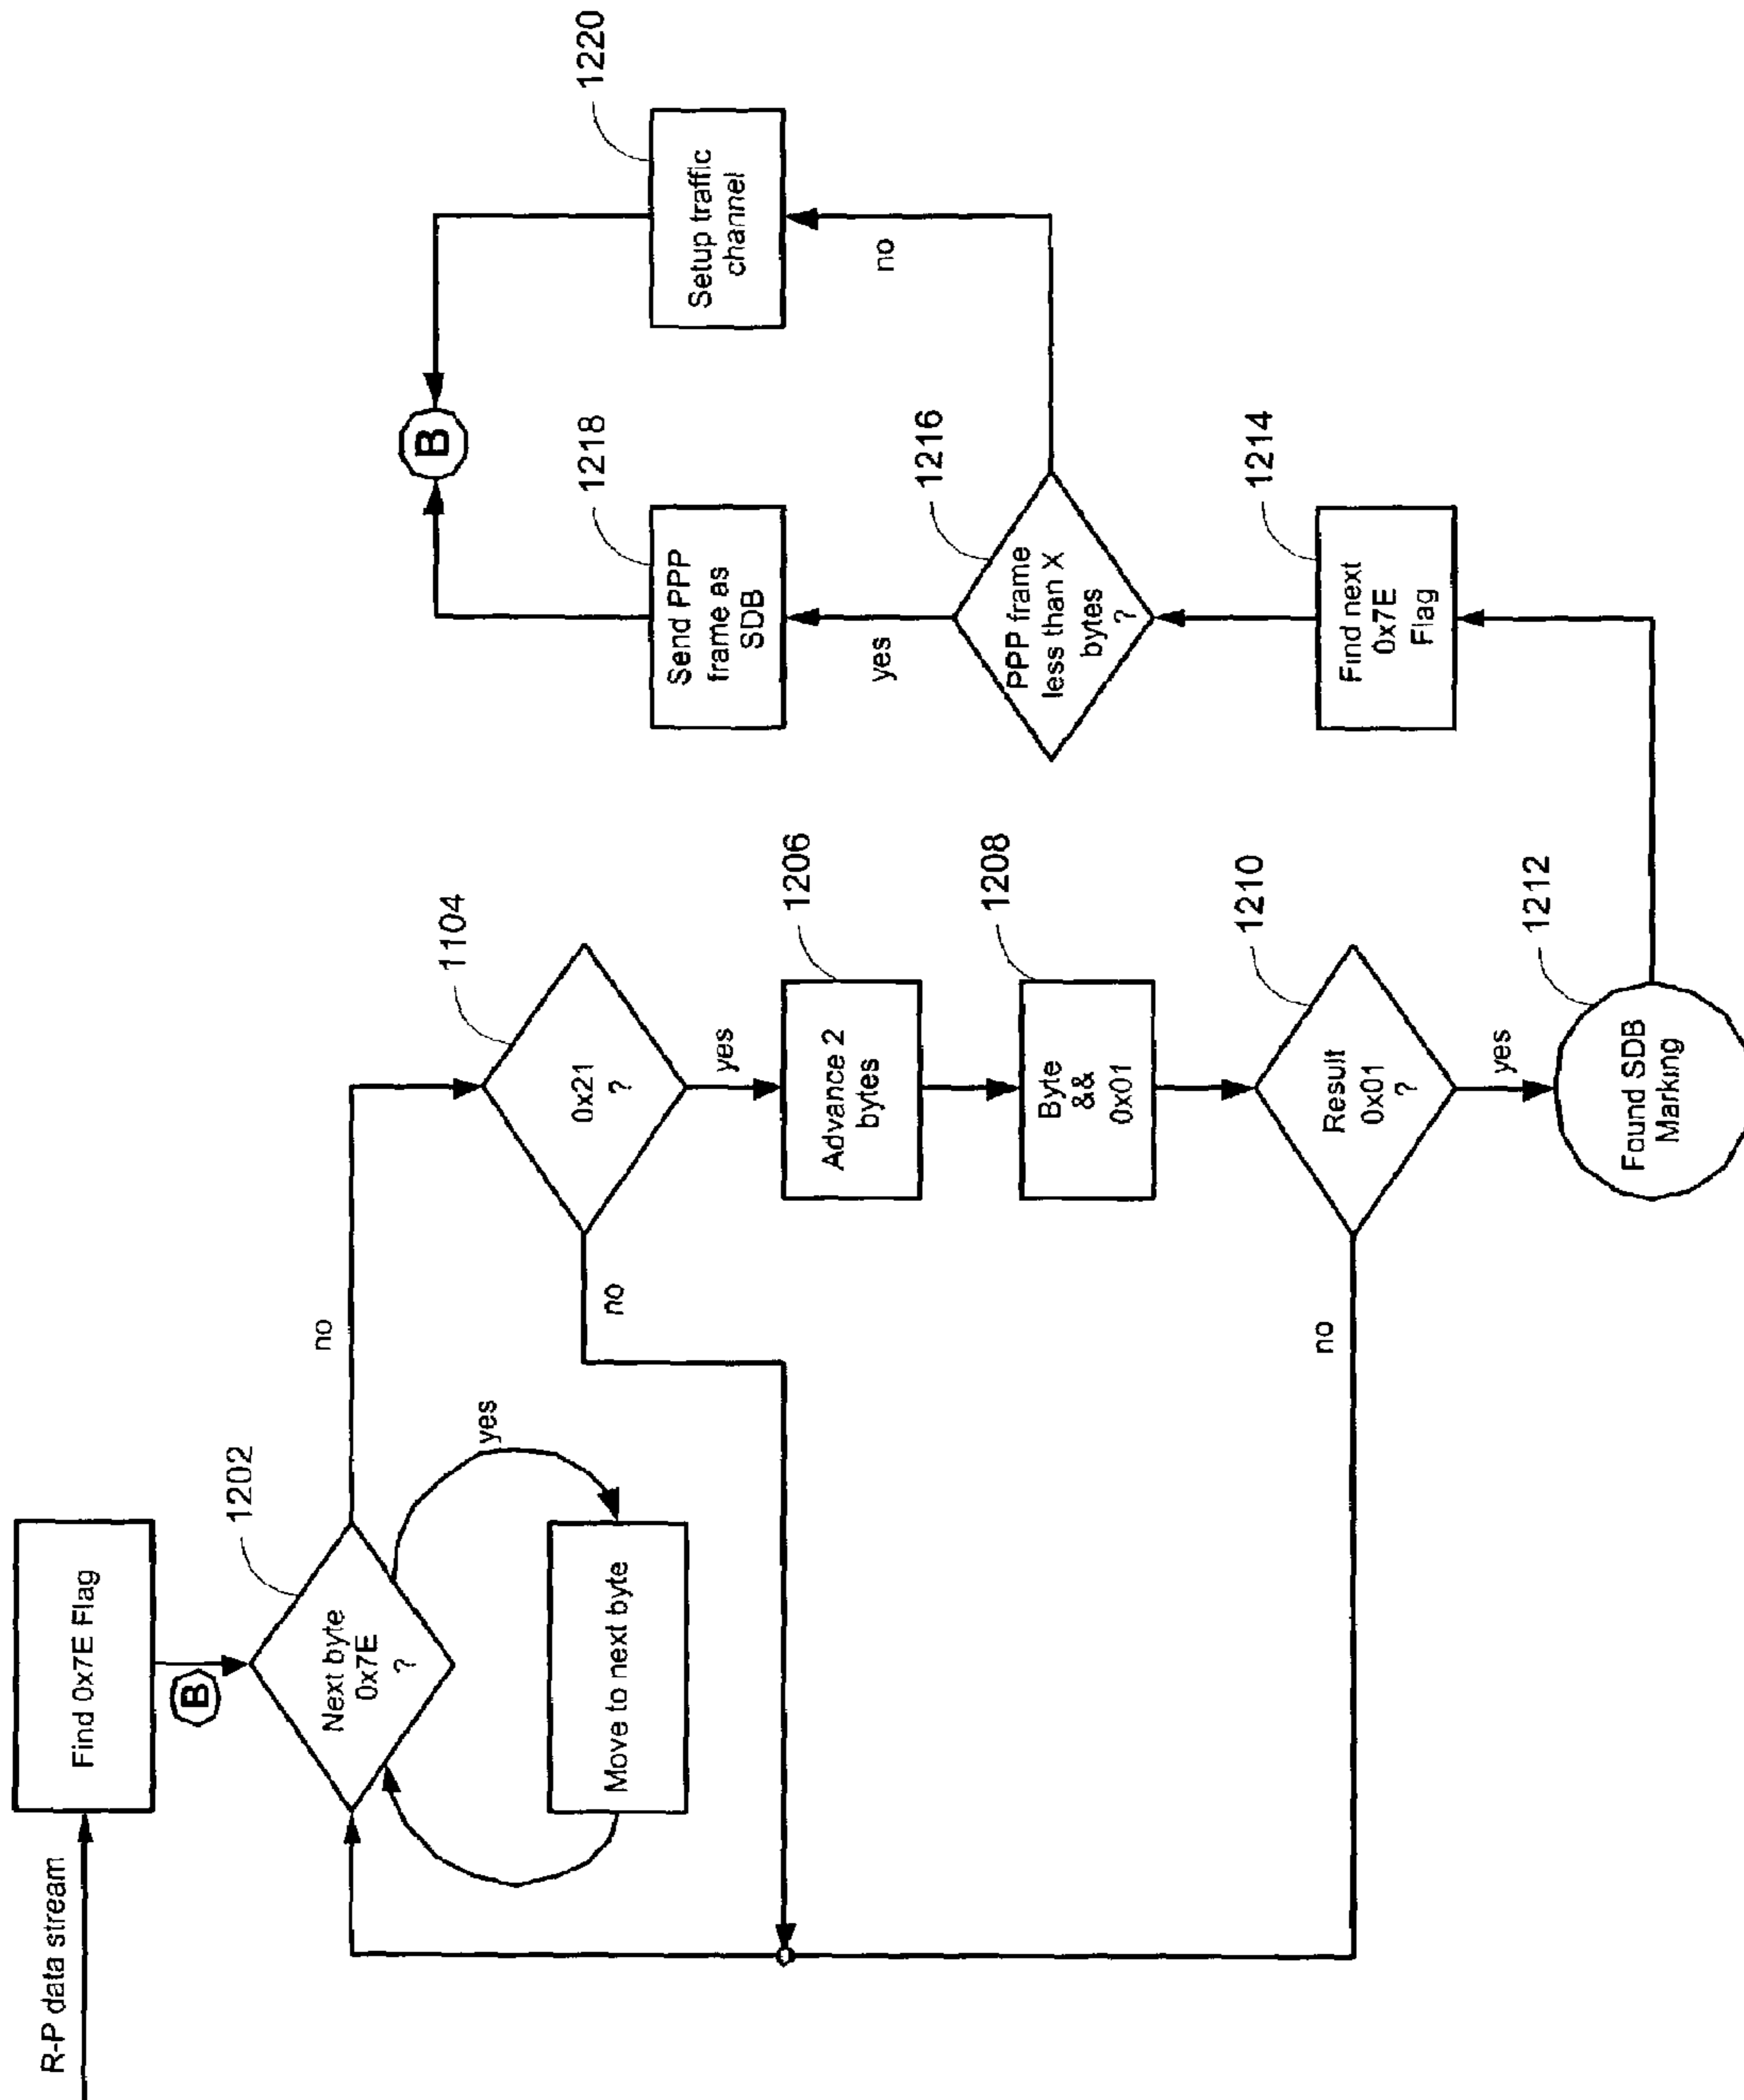 R-P data stream
Find 0x7E Flag
B
1202
Next byte
0x7E
?
yes
Move to next byte
no
1104
0x21
?
no
yes
1206
Advance 2
bytes
1208
Byte
&&
0x01
1210
Result
0x01
?
no
yes
1212
Found SDB
Marking
1214
Find next
0x7E
Flag
1216
PPP frame
less than X
bytes
?
yes
no
1218
Send PPP
frame as
SDB
1220
Setup traffic
channel
B